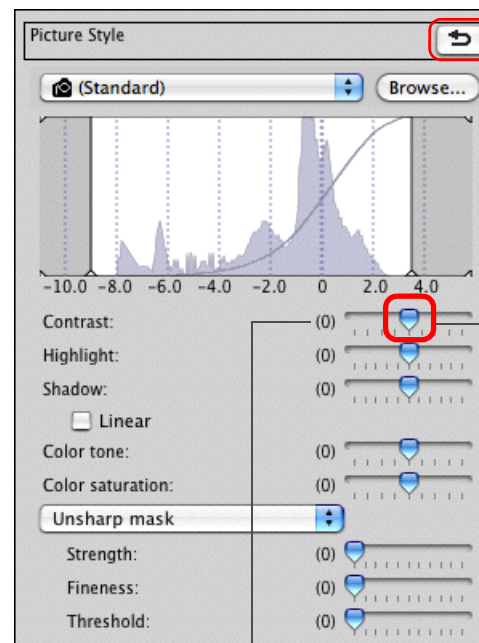 Picture Style
(Standard) Browse...
-10.0 -8.0 -6.0 -4.0 -2.0 0 2.0 4.0
Contrast: (0)
Highlight: (0)
Shadow: (0)
Linear
Color tone: (0)
Color saturation: (0)
Unsharp mask
Strength: (0)
Fineness: (0)
Threshold: (0)